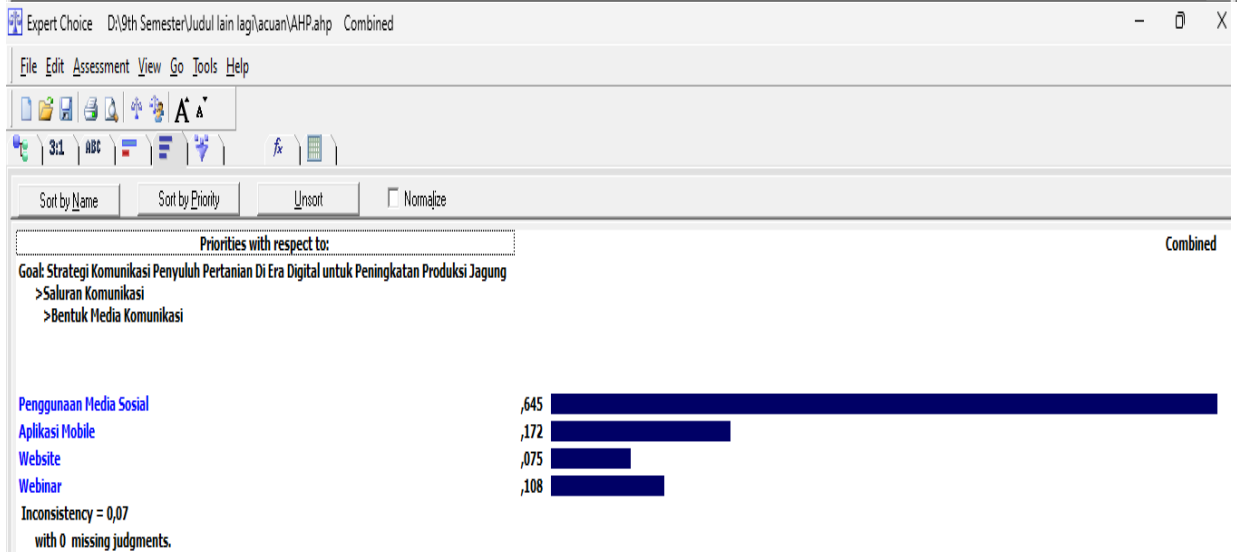 Expert Choice D:\9th Semester\Judul lain lagi\acuan\AHP.ahp Combined
File Edit Assessment View Go Tools Help
A A
3:1 ABC fx
Sort by Name Sort by Priority Unsort Normalize
Priorities with respect to: Combined
Goal: Strategi Komunikasi Penyuluh Pertanian Di Era Digital untuk Peningkatan Produksi Jagung
>Saluran Komunikasi
>Bentuk Media Komunikasi
Penggunaan Media Sosial ,645
Aplikasi Mobile ,172
Website ,075
Webinar ,108
Inconsistency = 0,07
with 0 missing judgments.